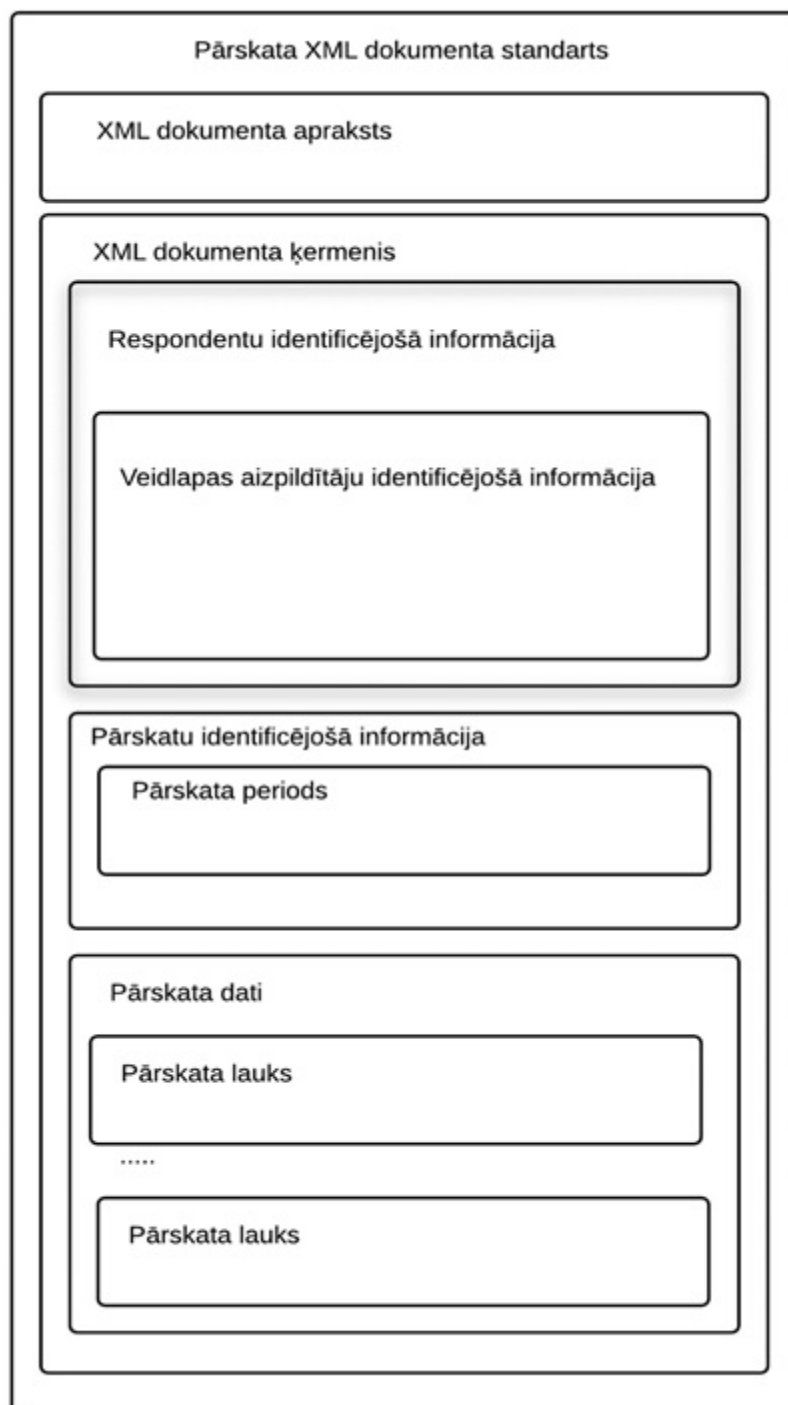 Pārskata XML dokumenta standarts
XML dokumenta apraksts
XML dokumenta ķermenis
Respondentu identificējošā informācija
Veidlapas aizpildītāju identificējošā informācija
Pārskatu identificējošā informācija
Pārskata periods
Pārskata dati
Pārskata lauks
.....
Pārskata lauks